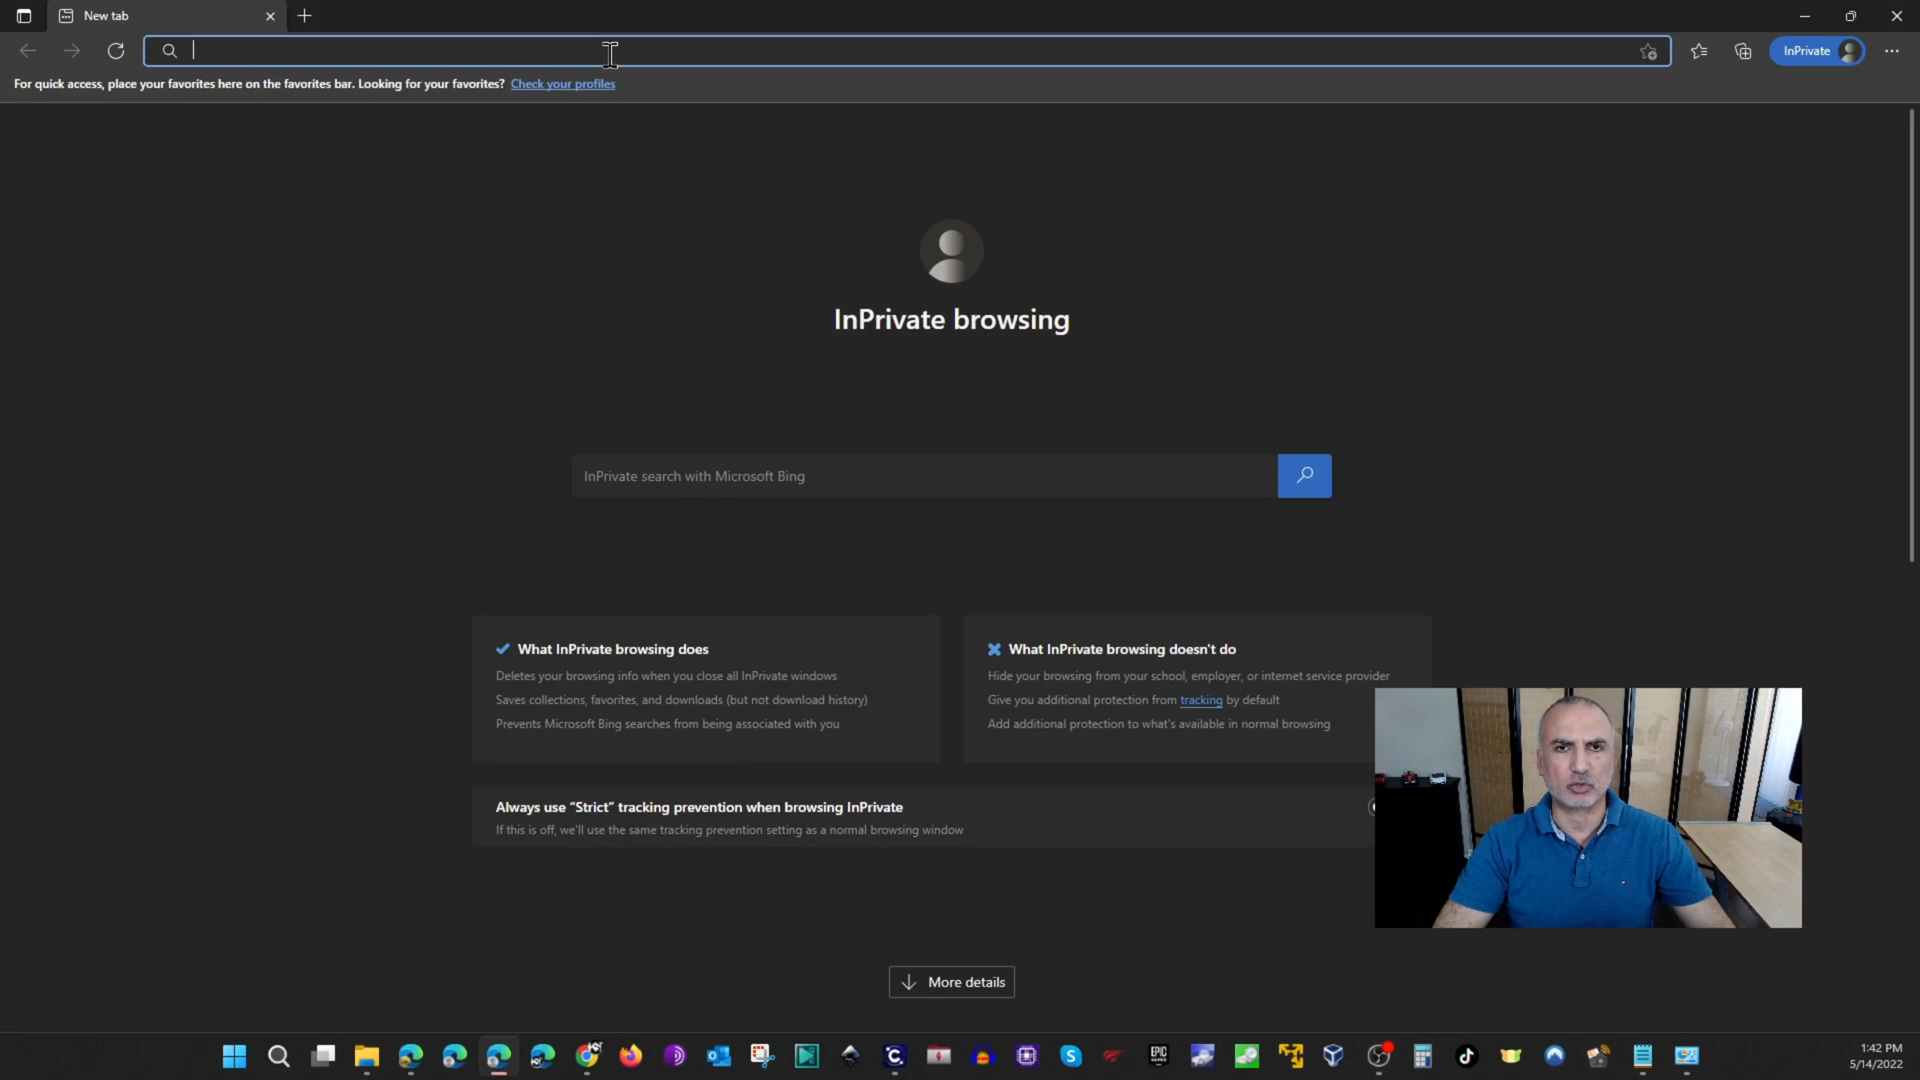 New tab
InPrivate
For quick access, place your favorites here on the favorites bar. Looking for your favorites? Check your profiles
InPrivate browsing
InPrivate search with Microsoft Bing
What InPrivate browsing does
Deletes your browsing info when you close all InPrivate windows
Saves collections, favorites, and downloads (but not download history)
Prevents Microsoft Bing searches from being associated with you
What InPrivate browsing doesn't do
Hide your browsing from your school, employer, or internet service provider
Give you additional protection from tracking by default
Add additional protection to what's available in normal browsing
Always use "Strict" tracking prevention when browsing InPrivate
If this is off, we'll use the same tracking prevention setting as a normal browsing window
More details
EPIC
GAMES
1:42 PM
5/14/2022